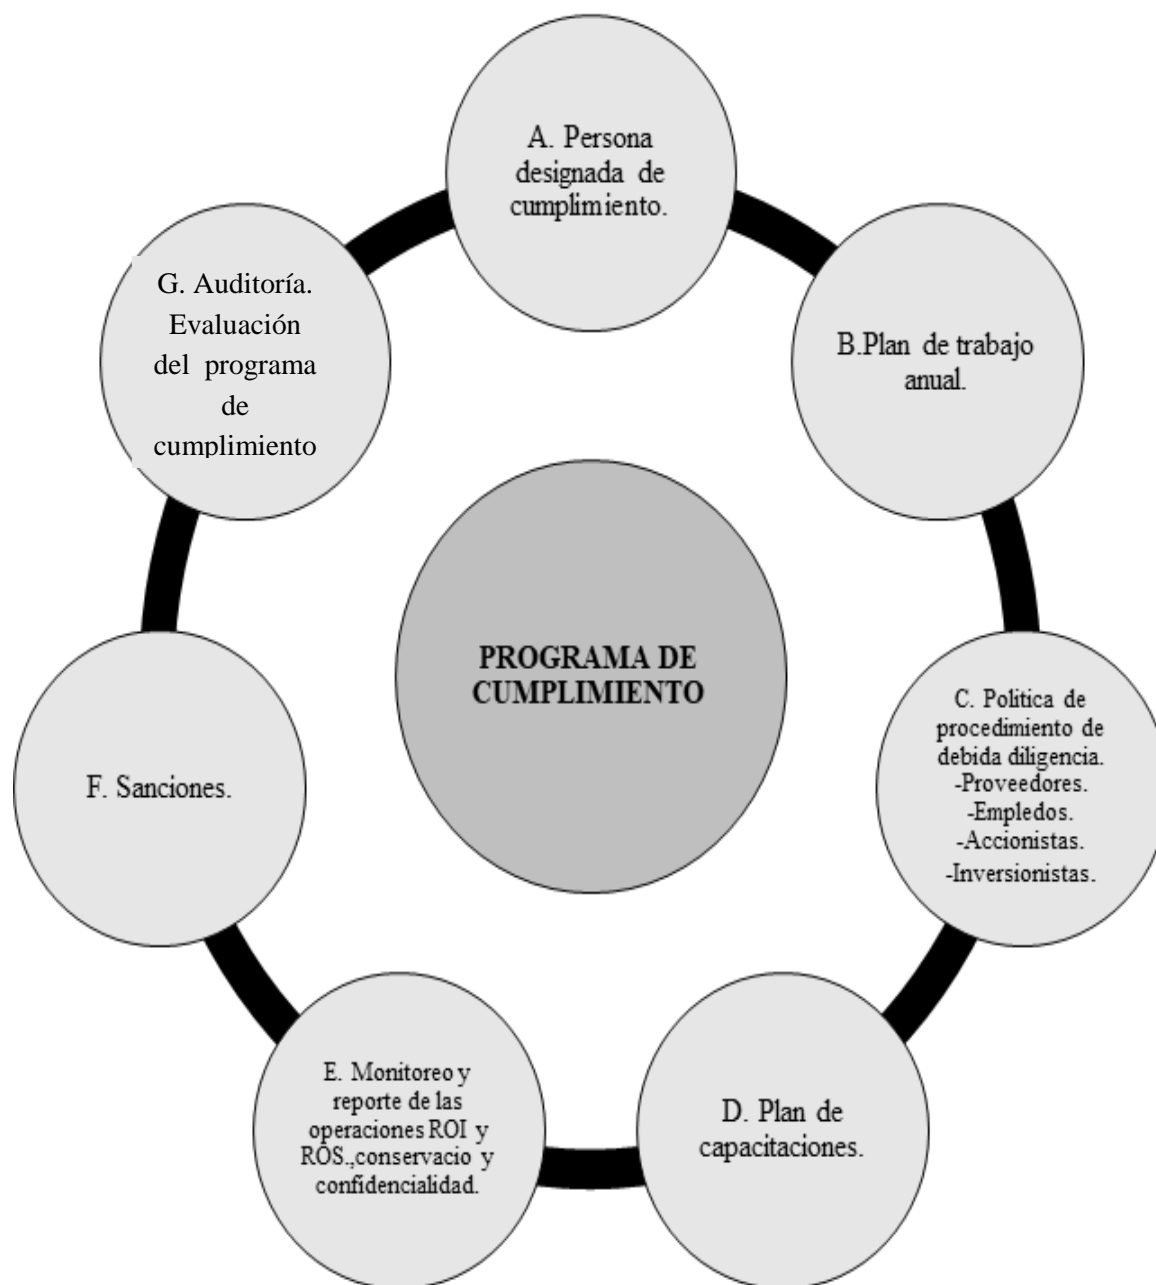 A. Persona
designada de
cumplimiento.
B.Plan de trabajo
anual.
C. Politica de
procedimiento de
debida diligencia.
-Proveedores.
-Empledos.
-Accionistas.
-Inversionistas.
D. Plan de
capacitaciones.
E. Monitoreo y
reporte de las
operaciones ROI y
ROS.,conservacio y
confidencialidad.
F. Sanciones.
G. Auditoría.
Evaluación
del programa
de
cumplimiento
PROGRAMA DE
CUMPLIMIENTO